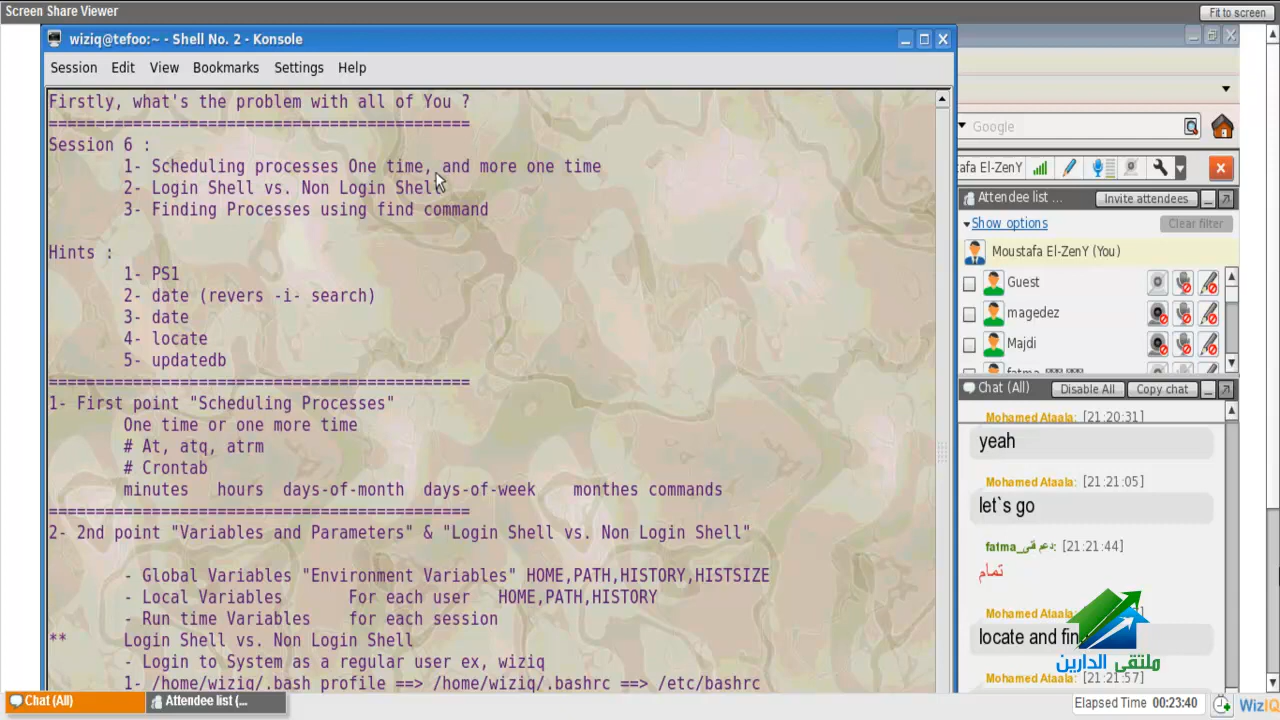 Screen Share Viewer
Fit to screen
wiziq@tefoo:~ - Shell No. 2 - Konsole
Session Edit View Bookmarks Settings Help
Firstly, what's the problem with all of You ?
=============================================
Session 6 :
1- Scheduling processes One time, and more one time
2- Login Shell vs. Non Login Shell
3- Finding Processes using find command
Hints :
1- PS1
2- date (revers -i- search)
3- date
4- locate
5- updatedb
=============================================
1- First point "Scheduling Processes"
One time or one more time
# At, atq, atrm
# Crontab
minutes hours days-of-month days-of-week monthes commands
=============================================
2- 2nd point "Variables and Parameters" & "Login Shell vs. Non Login Shell"
- Global Variables "Environment Variables" HOME,PATH,HISTORY,HISTSIZE
- Local Variables For each user HOME,PATH,HISTORY
- Run time Variables for each session
** Login Shell vs. Non Login Shell
- Login to System as a regular user ex, wiziq
1- /home/wiziq/.bash profile ==> /home/wiziq/.bashrc ==> /etc/bashrc
Google
afa El-ZenY
Attendee list ...
Invite attendees
Show options
Clear filter
Moustafa El-ZenY (You)
Guest
magedez
Majdi
Chat (All)
Disable All
Copy chat
Mohamed Ataala: [21:20:31]
yeah
Mohamed Ataala: [21:21:05]
let`s go
fatma_دعم فنى: [21:21:44]
تمام
Mohamed Ataala:
locate and fin
ملتقى الدارين
Mohamed Ataala: [21:21:57]
Chat (All)
Attendee list (...
Elapsed Time 00:23:40
WizIQ